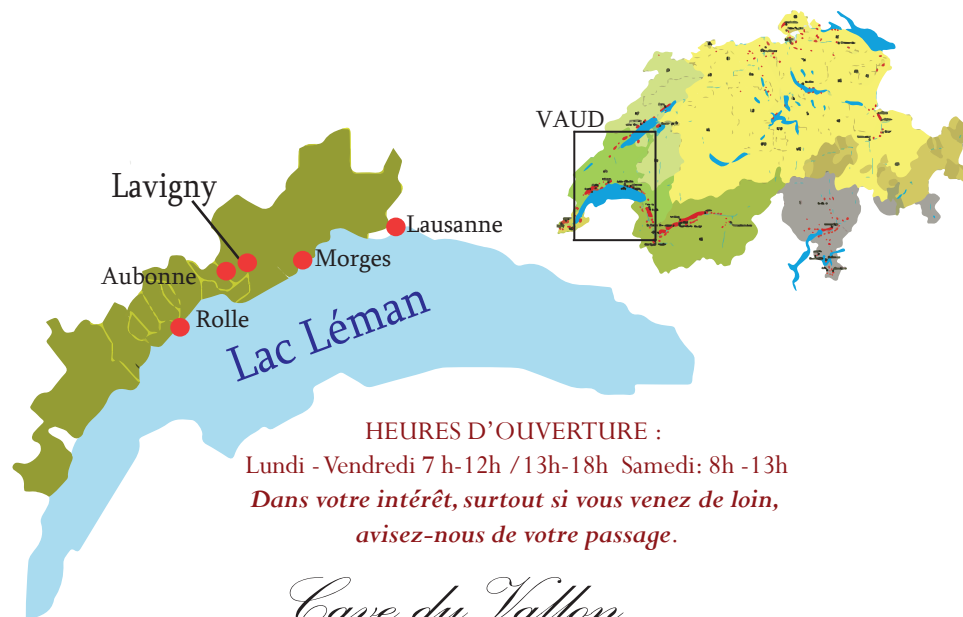 VAUD
Lavigny
Lausanne
Morges
Aubonne
Rolle
Lac Léman
HEURES D'OUVERTURE :
Lundi - Vendredi 7 h-12h / 13h-18h Samedi: 8h -13h
Dans votre intérêt, surtout si vous venez de loin,
avisez-nous de votre passage.
Cave du Vallon